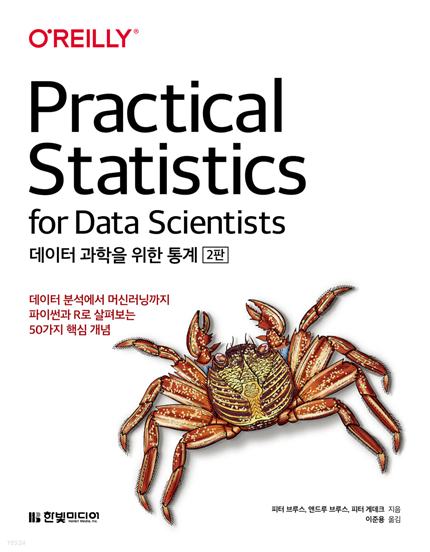 O'REILLY®
Practical
Statistics
for Data Scientists
데이터 과학을 위한 통계 2판
데이터 분석에서 머신러닝까지
파이썬과 R로 살펴보는
50가지 핵심 개념
피터 브루스, 앤드루 브루스, 피터 게데크 지음
이준용 옮김
한빛미디어
Hanbit Media, Inc.
YES24